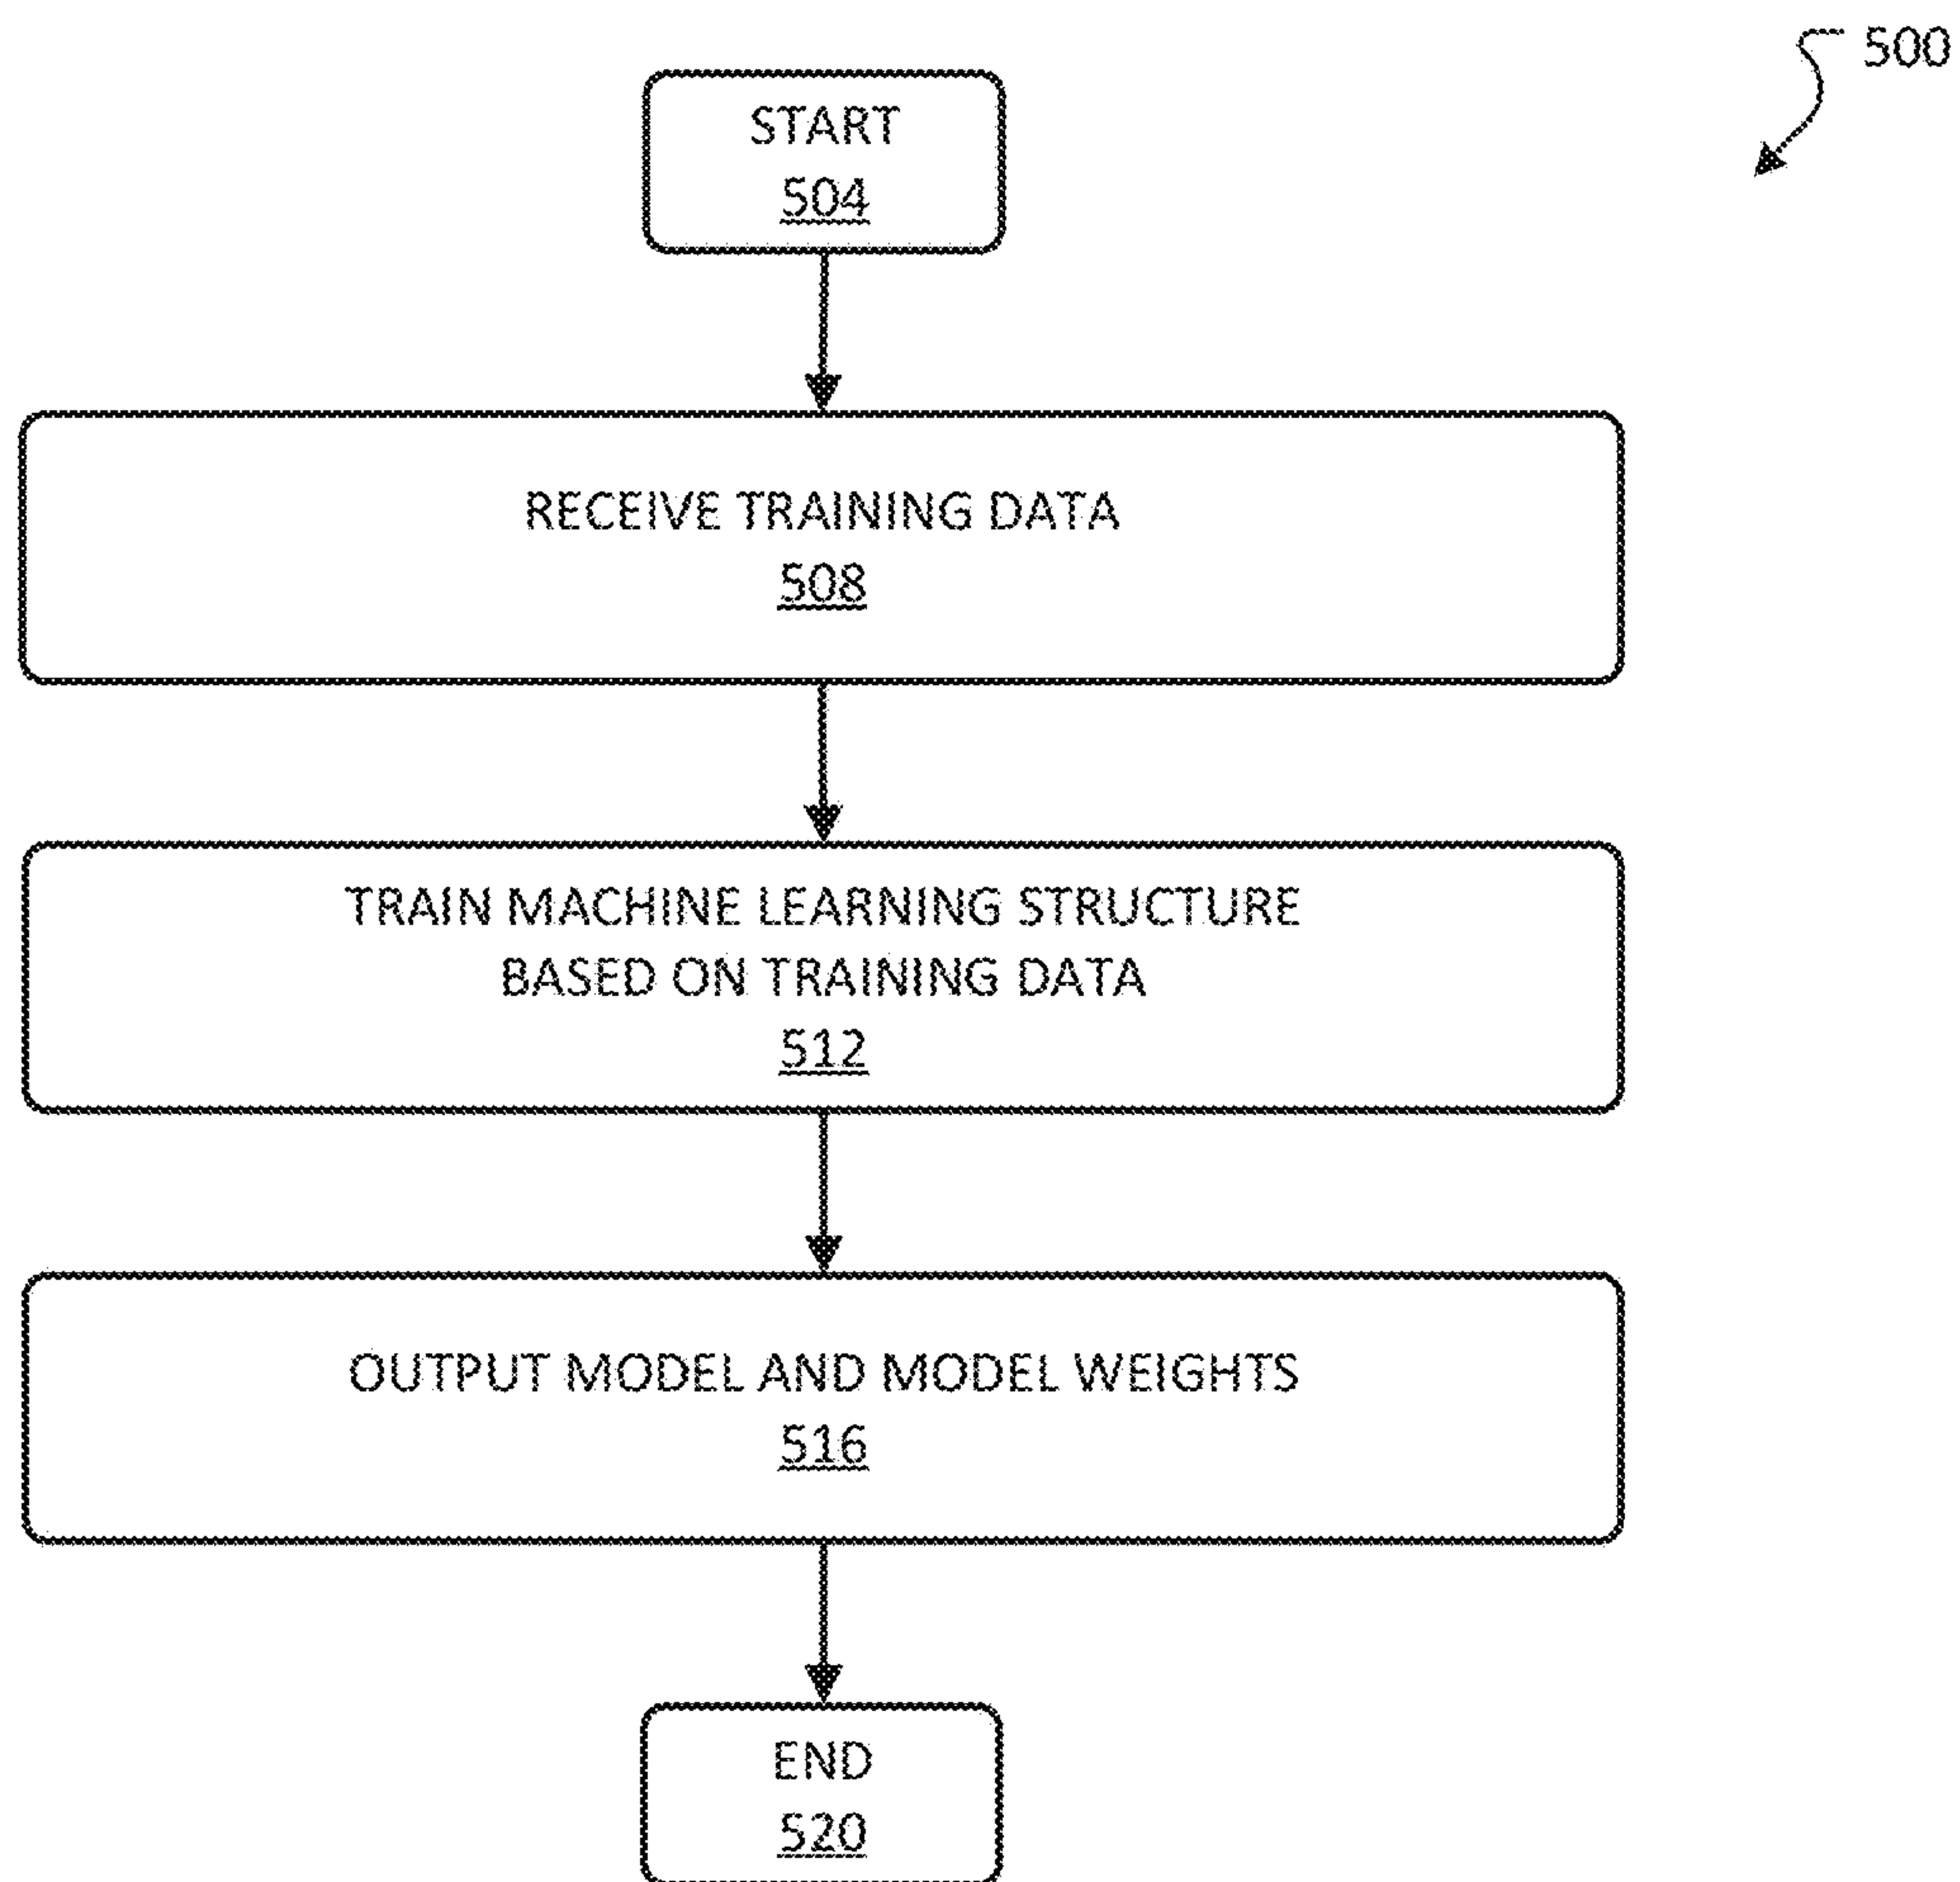 500
START
504
RECEIVE TRAINING DATA
508
TRAIN MACHINE LEARNING STRUCTURE
BASED ON TRAINING DATA
512
OUTPUT MODEL AND MODEL WEIGHTS
516
END
520